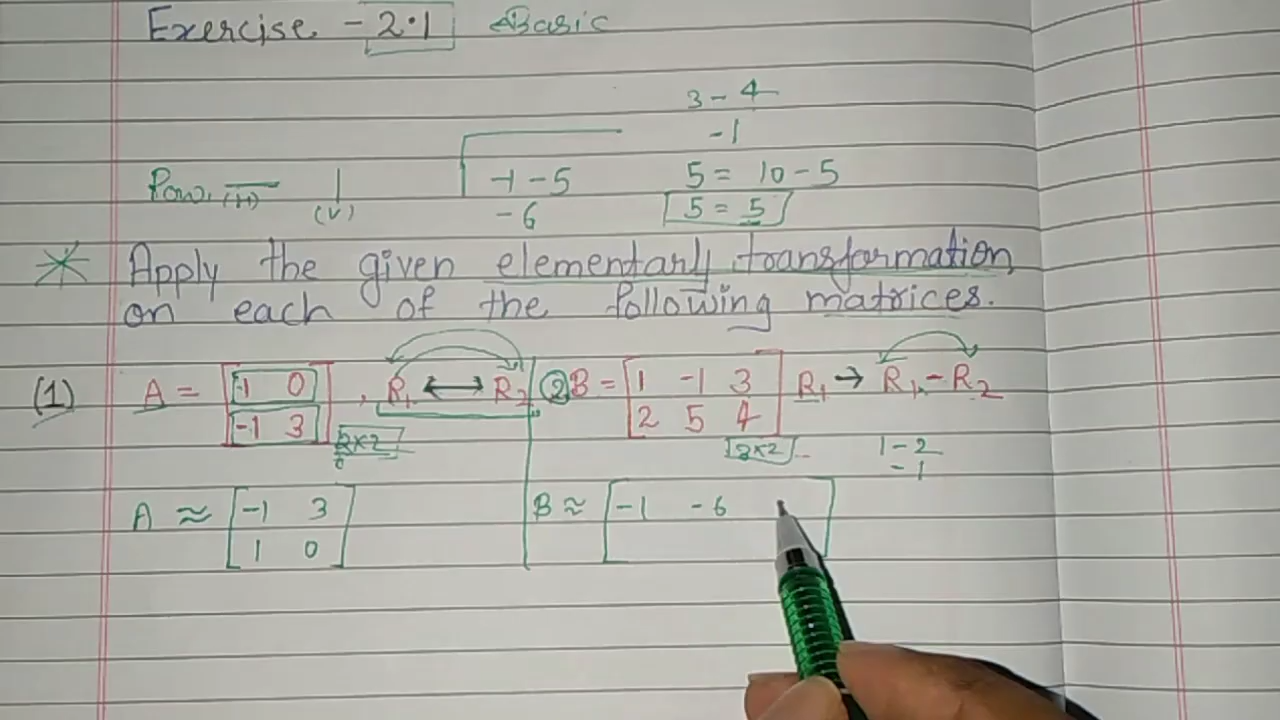 Exercise - 2.1 Basic
3 - 4
-1
Row, (H) (V) -1 - 5 5 = 10 - 5
-6 5 = 5
Apply the given elementary transformation
on each of the following matrices.
(1) A = [1 0 , R₁ ↔ R₂ ② B = [1 -1 3 R₁ → R₁ - R₂
-1 3] 2 5 4]
2×2 1 - 2
-1
A ≈ [-1 3 B ≈ [-1 -6 ]
1 0]